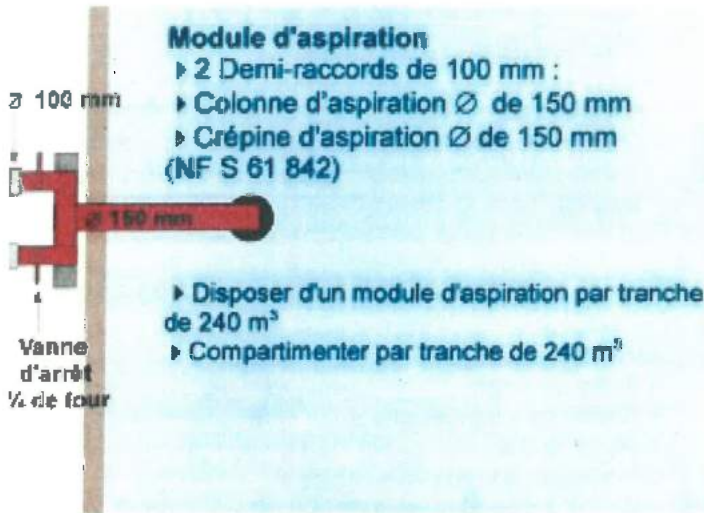 Module d'aspiration
▸ 2 Demi-raccords de 100 mm :
▸ Colonne d'aspiration Ø de 150 mm
▸ Crépine d'aspiration Ø de 150 mm
(NF S 61 842)
Ø 100 mm
Ø 150 mm
▸ Disposer d'un module d'aspiration par tranche
de 240 m³
▸ Compartimenter par tranche de 240 m³
Vanne
d'arrêt
¼ de tour